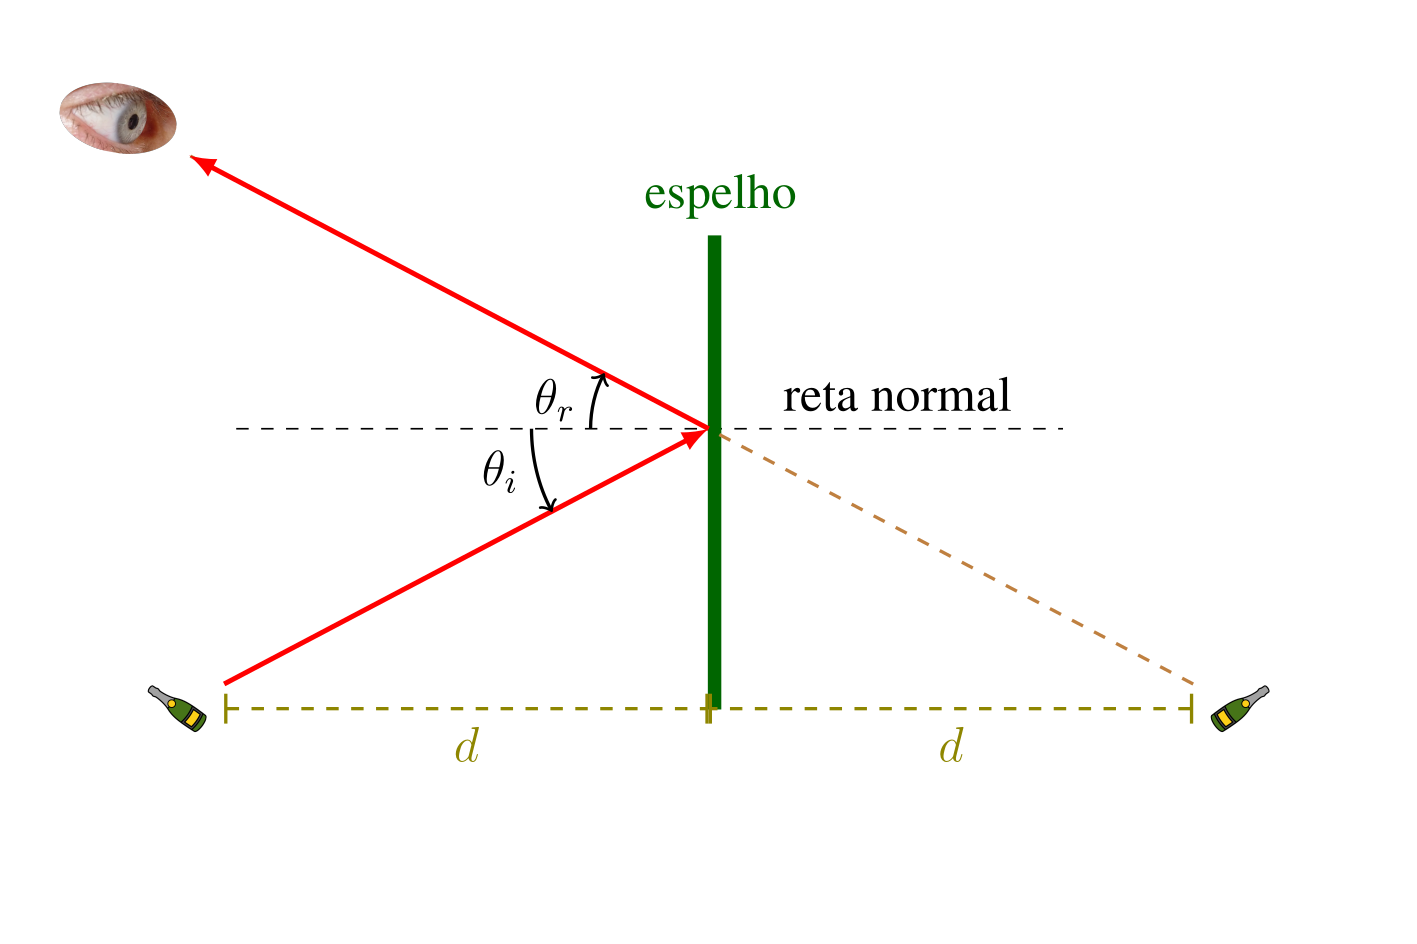 espelho
reta normal
θr
θi
d
d